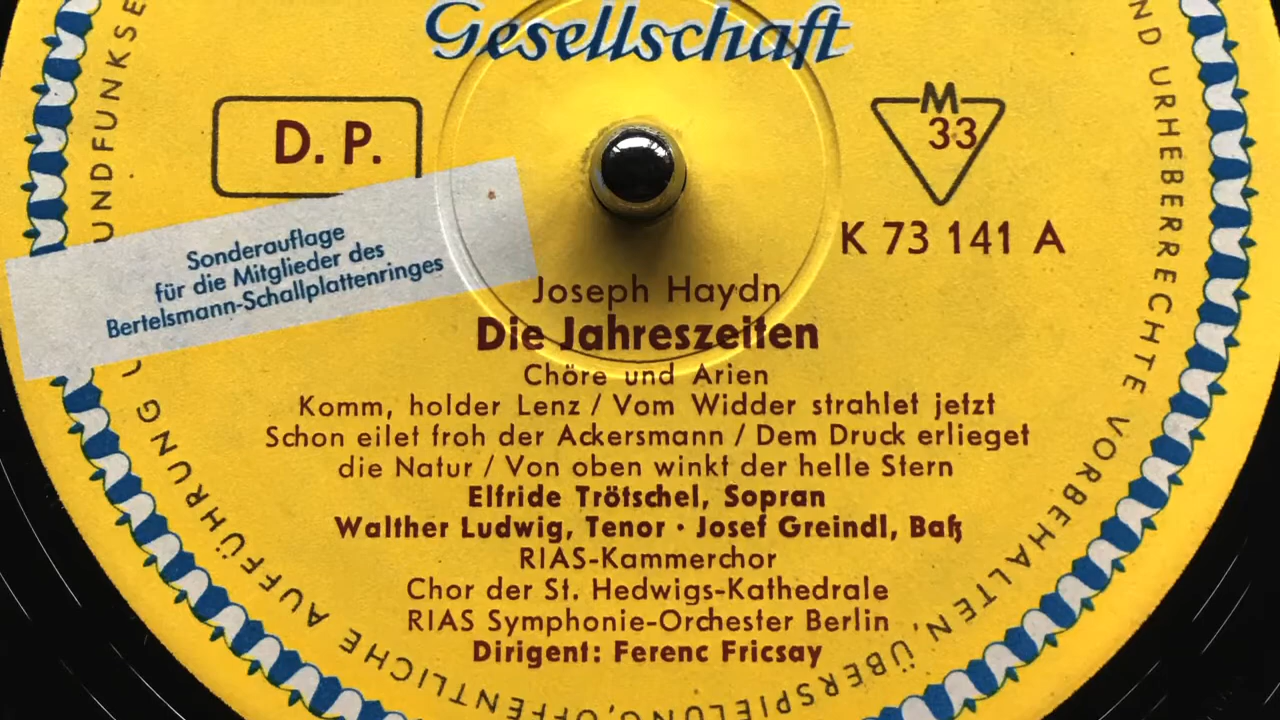 Gesellschaft
D. P.
M
33
K 73 141 A
Sonderauflage
für die Mitglieder des
Bertelsmann-Schallplattenringes
Joseph Haydn
Die Jahreszeiten
Chöre und Arien
Komm, holder Lenz / Vom Widder strahlet jetzt
Schon eilet froh der Ackersmann / Dem Druck erlieget
die Natur / Von oben winkt der helle Stern
Elfride Trötschel, Sopran
Walther Ludwig, Tenor · Josef Greindl, Baß
RIAS-Kammerchor
Chor der St. Hedwigs-Kathedrale
RIAS Symphonie-Orchester Berlin
Dirigent: Ferenc Fricsay
ND URHEBERRECHTE VORBEHALTEN, ÜBERSPIELUNG, ÖFFENTLICHE AUFFÜHRUNG U UNDFUNKSE